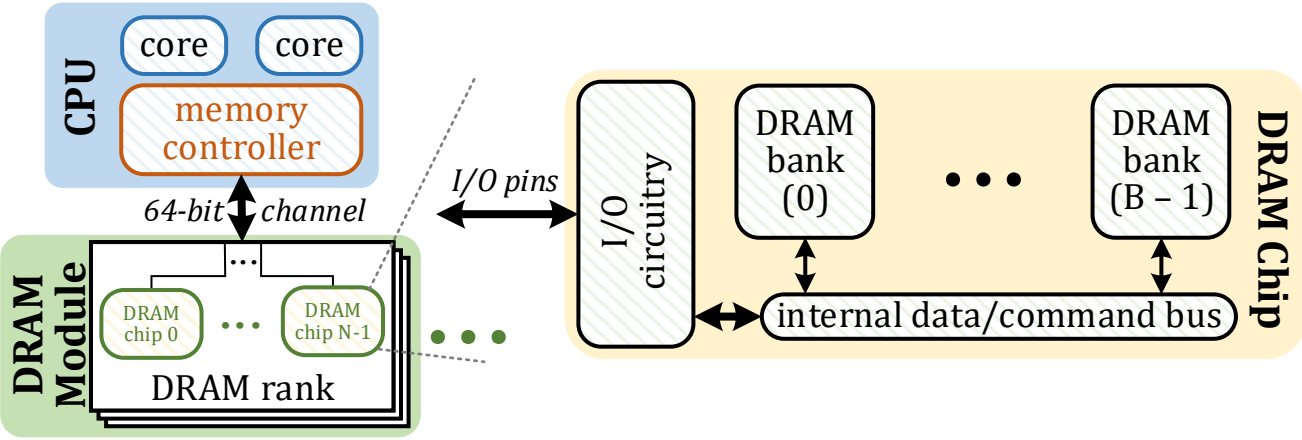 CPU
core
core
memory
controller
64-bit channel
DRAM
Module
...
DRAM
chip 0
...
DRAM
chip N-1
DRAM rank
...
I/O pins
DRAM Chip
I/O
circuitry
DRAM
bank
(0)
...
DRAM
bank
(B – 1)
internal data/command bus